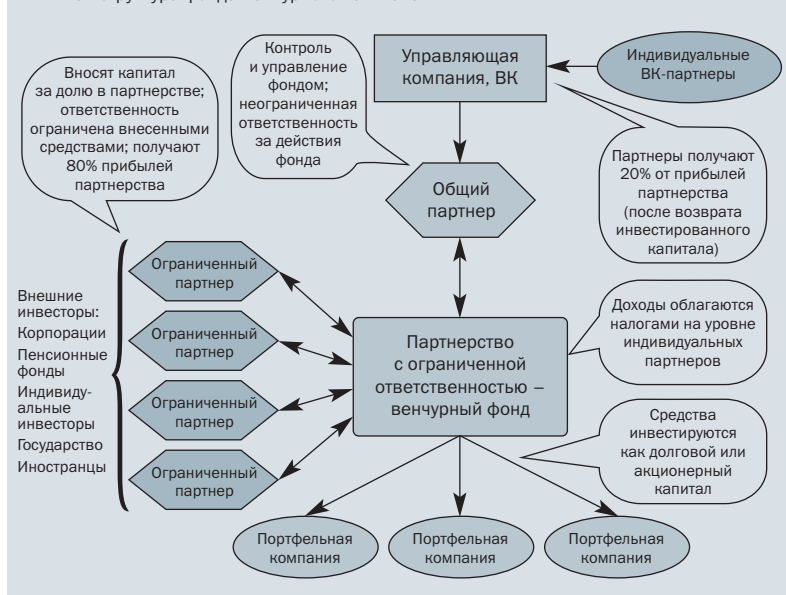 Вносят капитал
за долю в партнерстве;
ответственность
ограничена внесенными
средствами; получают
80% прибылей
партнерства
Контроль
и управление
фондом;
неограниченная
ответственность
за действия
фонда
Управляющая
компания, ВК
Индивидуальные
ВК-партнеры
Партнеры получают
20% от прибылей
партнерства
(после возврата
инвестированного
капитала)
Общий
партнер
Внешние
инвесторы:
Корпорации
Пенсионные
фонды
Индивиду-
альные
инвесторы
Государство
Иностранцы
Ограниченный
партнер
Ограниченный
партнер
Ограниченный
партнер
Ограниченный
партнер
Партнерство
с ограниченной
ответственностью –
венчурный фонд
Доходы облагаются
налогами на уровне
индивидуальных
партнеров
Средства
инвестируются
как долговой или
акционерный
капитал
Портфельная
компания
Портфельная
компания
Портфельная
компания